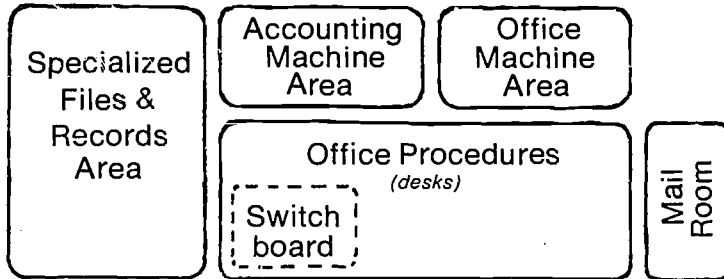 Specialized
Files &
Records
Area
Accounting
Machine
Area
Office
Machine
Area
Office Procedures
(desks)
Switch
board
Mail
Room